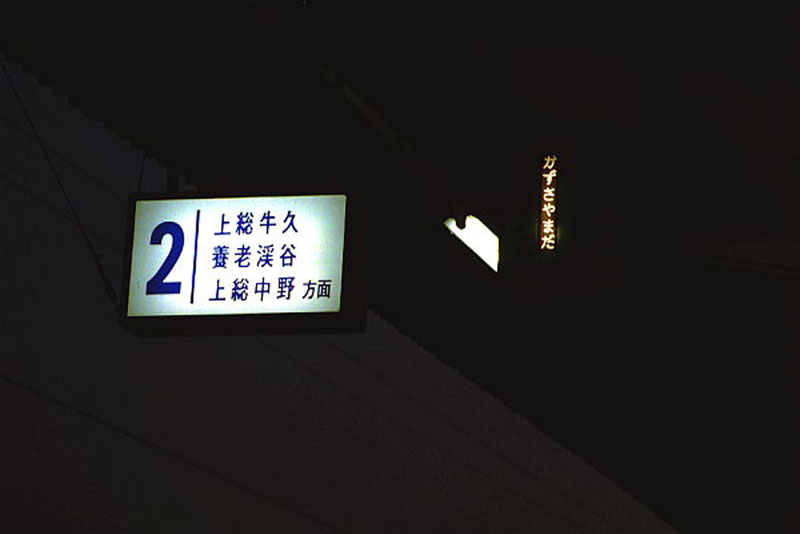 2
上総牛久
養老渓谷
上総中野方面
かずさやまだ